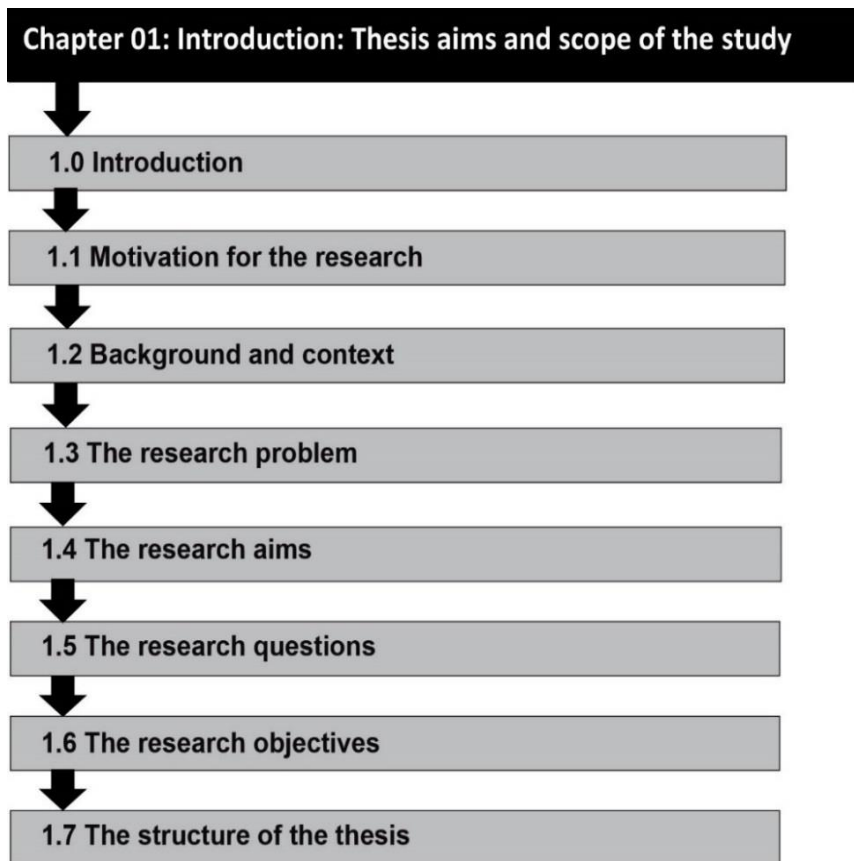 Chapter 01: Introduction: Thesis aims and scope of the study
1.0 Introduction
1.1 Motivation for the research
1.2 Background and context
1.3 The research problem
1.4 The research aims
1.5 The research questions
1.6 The research objectives
1.7 The structure of the thesis